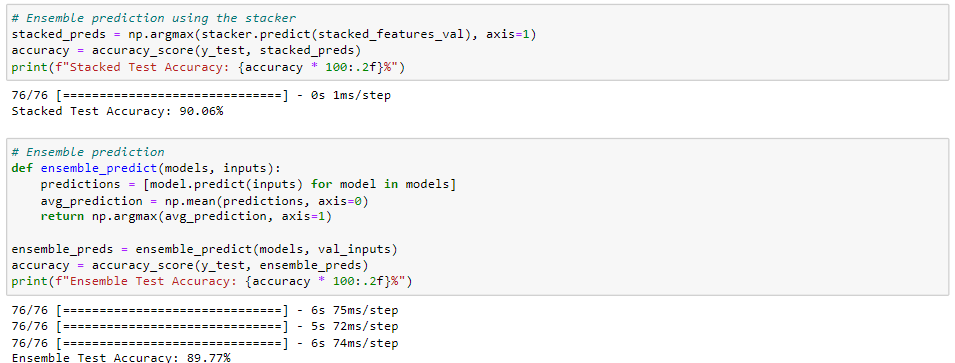 # Ensemble prediction using the stacker
stacked_preds = np.argmax(stacker.predict(stacked_features_val), axis=1)
accuracy = accuracy_score(y_test, stacked_preds)
print(f"Stacked Test Accuracy: {accuracy * 100:.2f}%")
76/76 [==============================] - 0s 1ms/step
Stacked Test Accuracy: 90.06%
# Ensemble prediction
def ensemble_predict(models, inputs):
    predictions = [model.predict(inputs) for model in models]
    avg_prediction = np.mean(predictions, axis=0)
    return np.argmax(avg_prediction, axis=1)
ensemble_preds = ensemble_predict(models, val_inputs)
accuracy = accuracy_score(y_test, ensemble_preds)
print(f"Ensemble Test Accuracy: {accuracy * 100:.2f}%")
76/76 [==============================] - 6s 75ms/step
76/76 [==============================] - 5s 72ms/step
76/76 [==============================] - 6s 74ms/step
Ensemble Test Accuracy: 89.77%